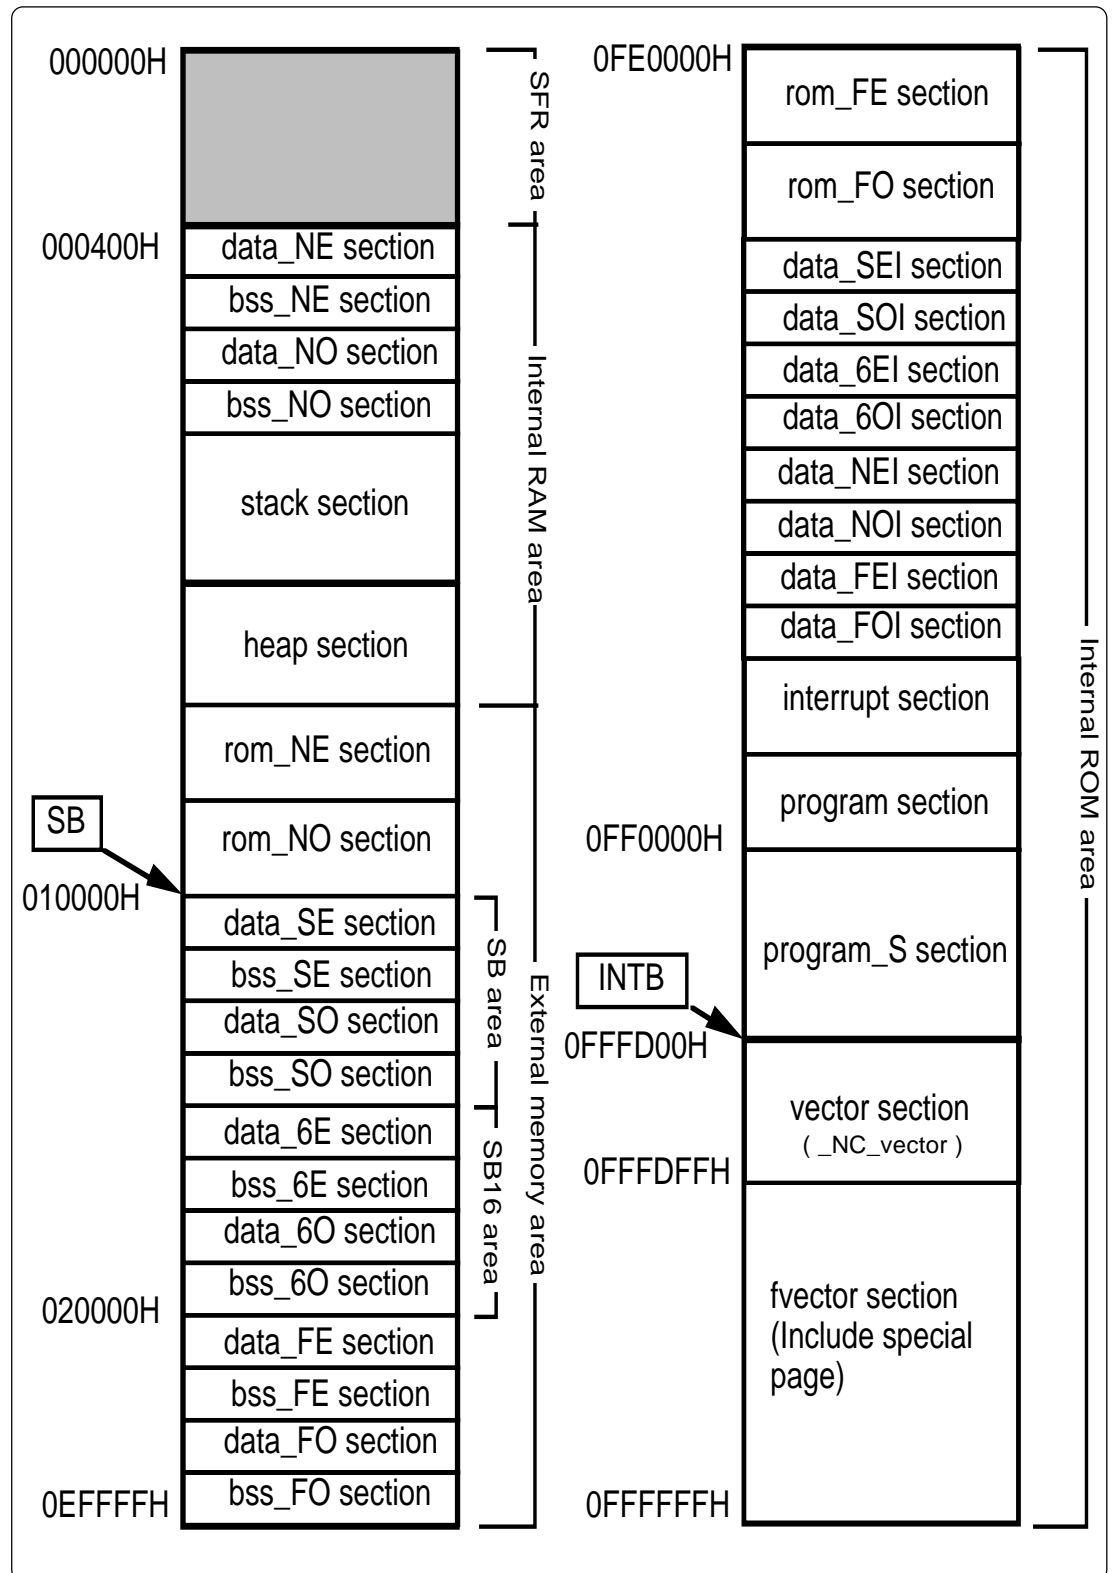 000000H
SFR area
000400H
data_NE section
bss_NE section
data_NO section
bss_NO section
stack section
heap section
Internal RAM area
rom_NE section
rom_NO section
SB
010000H
data_SE section
bss_SE section
data_SO section
bss_SO section
SB area
data_6E section
bss_6E section
data_6O section
bss_6O section
SB16 area
020000H
data_FE section
bss_FE section
data_FO section
bss_FO section
0EFFFFH
External memory area
0FE0000H
rom_FE section
rom_FO section
data_SEI section
data_SOI section
data_6EI section
data_6OI section
data_NEI section
data_NOI section
data_FEI section
data_FOI section
interrupt section
program section
0FF0000H
program_S section
INTB
0FFFD00H
vector section
( _NC_vector )
0FFFDFFH
fvector section
(Include special
page)
0FFFFFFH
Internal ROM area